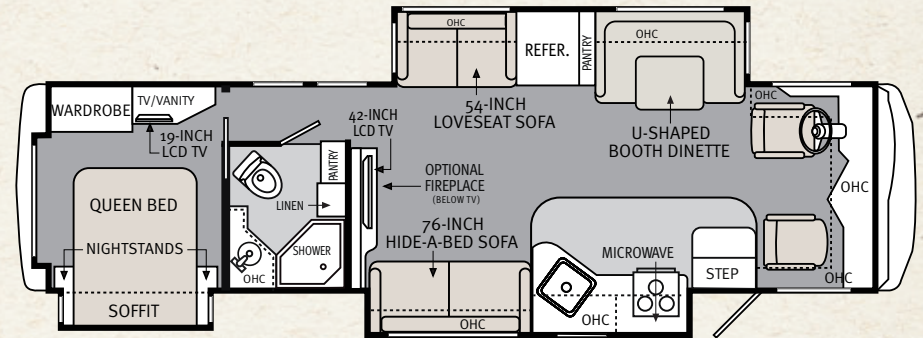 WARDROBE
TV/VANITY
19-INCH
LCD TV
QUEEN BED
NIGHTSTANDS
SOFFIT
PANTRY
LINEN
SHOWER
OHC
42-INCH
LCD TV
OPTIONAL
FIREPLACE
(BELOW TV)
76-INCH
HIDE-A-BED SOFA
OHC
OHC
54-INCH
LOVESEAT SOFA
REFER.
PANTRY
OHC
U-SHAPED
BOOTH DINETTE
MICROWAVE
OHC
STEP
OHC
OHC
OHC